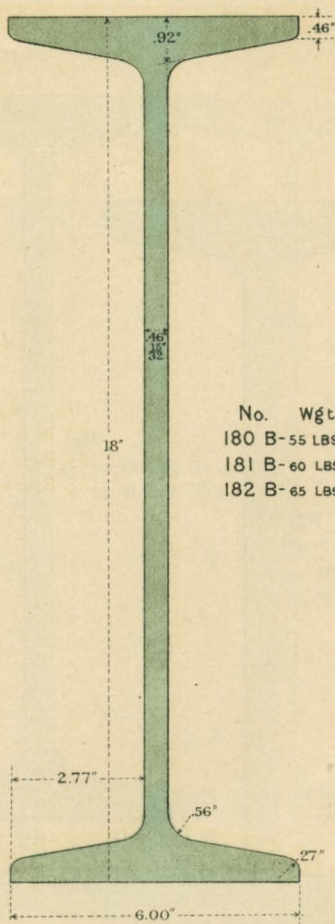 .92"
.46"
.46"
15"
32
18"
No. Wgt
180 B-55 LBS
181 B-60 LBS
182 B-65 LBS
2.77"
.56"
.27"
6.00"